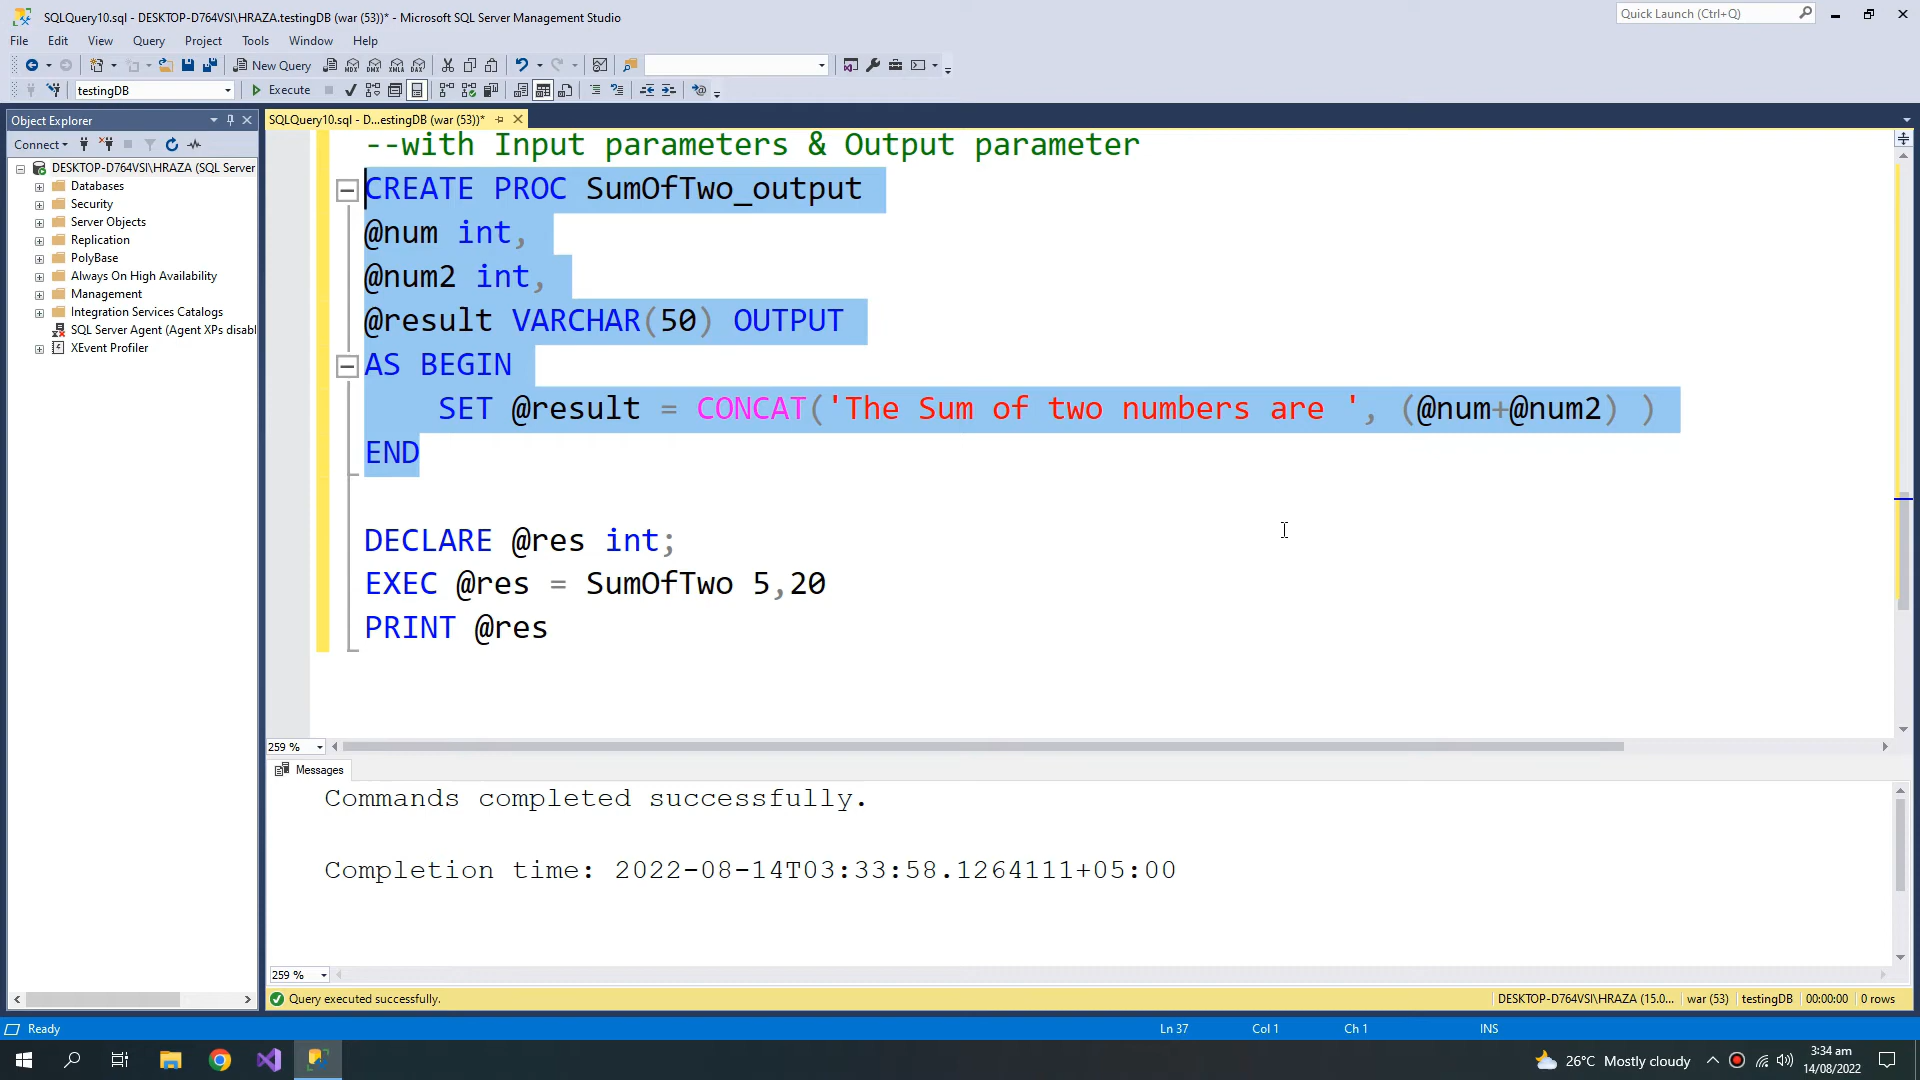 SQLQuery10.sql - DESKTOP-D764VSI\HRAZA.testingDB (war (53))* - Microsoft SQL Server Management Studio
Quick Launch (Ctrl+Q)
File Edit View Query Project Tools Window Help
New Query
MDX DMX XMLA DAX
testingDB
Execute
Object Explorer
SQLQuery10.sql - D...estingDB (war (53))*
Connect
DESKTOP-D764VSI\HRAZA (SQL Server
Databases
Security
Server Objects
Replication
PolyBase
Always On High Availability
Management
Integration Services Catalogs
SQL Server Agent (Agent XPs disabl
XEvent Profiler
--with Input parameters & Output parameter
CREATE PROC SumOfTwo_output
@num int,
@num2 int,
@result VARCHAR(50) OUTPUT
AS BEGIN
SET @result = CONCAT('The Sum of two numbers are ', (@num+@num2) )
END
DECLARE @res int;
EXEC @res = SumOfTwo 5,20
PRINT @res
259 %
Messages
Commands completed successfully.
Completion time: 2022-08-14T03:33:58.1264111+05:00
259 %
Query executed successfully.
DESKTOP-D764VSI\HRAZA (15.0... war (53) testingDB 00:00:00 0 rows
Ready
Ln 37 Col 1 Ch 1 INS
26°C Mostly cloudy
3:34 am
14/08/2022